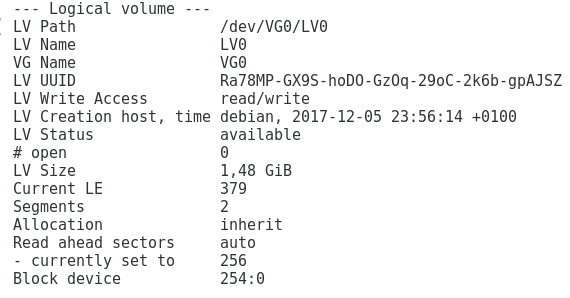 --- Logical volume ---
LV Path                /dev/VG0/LV0
LV Name                LV0
VG Name                VG0
LV UUID                Ra78MP-GX9S-hoDO-GzOq-29oC-2k6b-gpAJSZ
LV Write Access        read/write
LV Creation host, time debian, 2017-12-05 23:56:14 +0100
LV Status              available
# open                 0
LV Size                1,48 GiB
Current LE             379
Segments               2
Allocation             inherit
Read ahead sectors     auto
- currently set to     256
Block device           254:0